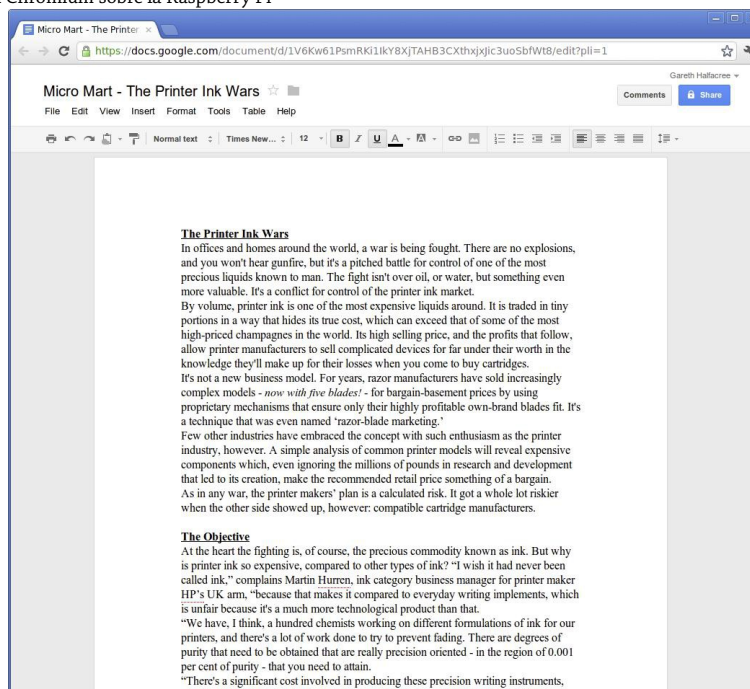 Chromium sobre la Raspberry Pi
Micro Mart - The Printer
https://docs.google.com/document/d/1V6Kw61PsmRKi1IkY8XjTAHB3CXthxjxJic3uoSbfWt8/edit?pli=1
Gareth Halfacree
Micro Mart - The Printer Ink Wars
Comments Share
File Edit View Insert Format Tools Table Help
Normal text Times New... 12 B I U A
The Printer Ink Wars
In offices and homes around the world, a war is being fought. There are no explosions,
and you won't hear gunfire, but it's a pitched battle for control of one of the most
precious liquids known to man. The fight isn't over oil, or water, but something even
more valuable. It's a conflict for control of the printer ink market.
By volume, printer ink is one of the most expensive liquids around. It is traded in tiny
portions in a way that hides its true cost, which can exceed that of some of the most
high-priced champagnes in the world. Its high selling price, and the profits that follow,
allow printer manufacturers to sell complicated devices for far under their worth in the
knowledge they'll make up for their losses when you come to buy cartridges.
It's not a new business model. For years, razor manufacturers have sold increasingly
complex models - now with five blades! - for bargain-basement prices by using
proprietary mechanisms that ensure only their highly profitable own-brand blades fit. It's
a technique that was even named ‘razor-blade marketing.’
Few other industries have embraced the concept with such enthusiasm as the printer
industry, however. A simple analysis of common printer models will reveal expensive
components which, even ignoring the millions of pounds in research and development
that led to its creation, make the recommended retail price something of a bargain.
As in any war, the printer makers’ plan is a calculated risk. It got a whole lot riskier
when the other side showed up, however: compatible cartridge manufacturers.
The Objective
At the heart the fighting is, of course, the precious commodity known as ink. But why
is printer ink so expensive, compared to other types of ink? “I wish it had never been
called ink,” complains Martin Hurren, ink category business manager for printer maker
HP’s UK arm, “because that makes it compared to everyday writing implements, which
is unfair because it's a much more technological product than that.
“We have, I think, a hundred chemists working on different formulations of ink for our
printers, and there's a lot of work done to try to prevent fading. There are degrees of
purity that need to be obtained that are really precision oriented - in the region of 0.001
per cent of purity - that you need to attain.
“There's a significant cost involved in producing these precision writing instruments,